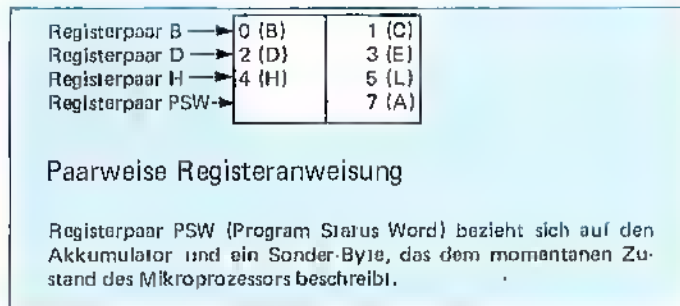 Registerpaar B → 0 (B) 1 (C)
Registerpaar D → 2 (D) 3 (E)
Registerpaar H → 4 (H) 5 (L)
Registerpaar PSW → 7 (A)
Paarweise Registeranweisung
Registerpaar PSW (Program Status Word) bezieht sich auf den
Akkumulator und ein Sonder-Byte, das dem momentanen Zu-
stand des Mikroprozessors beschreibt.